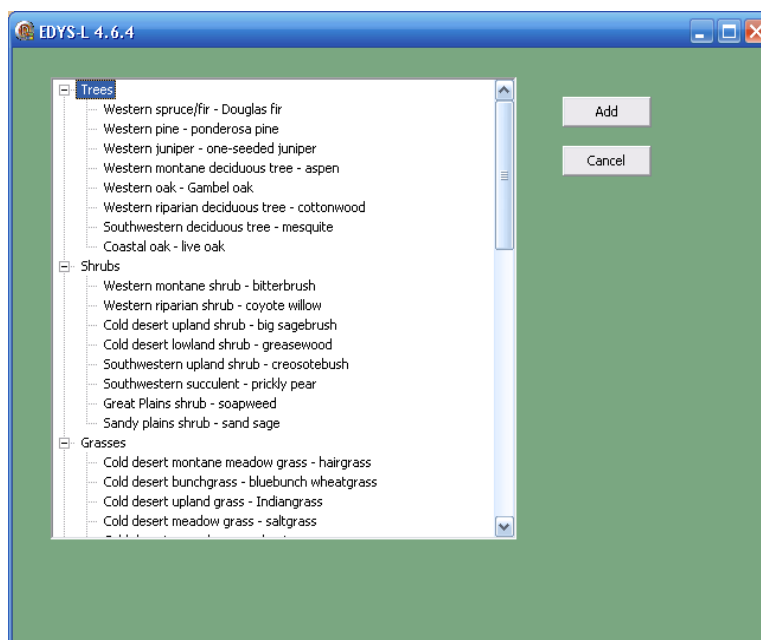 EDYS-L 4.6.4
Trees
Western spruce/fir - Douglas fir
Western pine - ponderosa pine
Western juniper - one-seeded juniper
Western montane deciduous tree - aspen
Western oak - Gambel oak
Western riparian deciduous tree - cottonwood
Southwestern deciduous tree - mesquite
Coastal oak - live oak
Shrubs
Western montane shrub - bitterbrush
Western riparian shrub - coyote willow
Cold desert upland shrub - big sagebrush
Cold desert lowland shrub - greasewood
Southwestern upland shrub - creosotebush
Southwestern succulent - prickly pear
Great Plains shrub - soapweed
Sandy plains shrub - sand sage
Grasses
Cold desert montane meadow grass - hairgrass
Cold desert bunchgrass - bluebunch wheatgrass
Cold desert upland grass - Indiangrass
Cold desert meadow grass - saltgrass
Add
Cancel